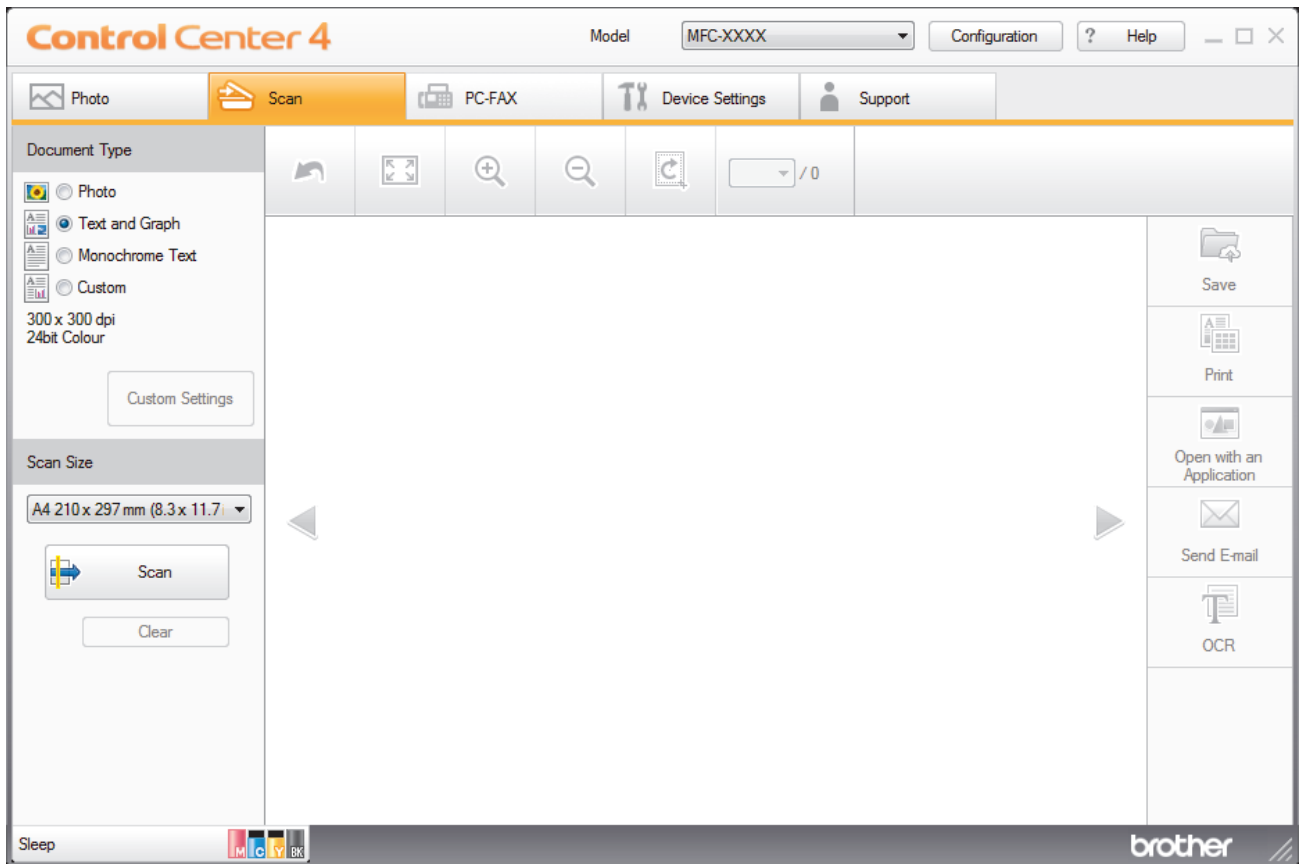 Control Center 4
Model
MFC-XXXX
Configuration
? Help
Photo
Scan
PC-FAX
Device Settings
Support
Document Type
Photo
Text and Graph
Monochrome Text
Custom
300 x 300 dpi
24bit Colour
Custom Settings
Scan Size
A4 210 x 297 mm (8.3 x 11.7
Scan
Clear
/ 0
Save
Print
Open with an
Application
Send E-mail
OCR
Sleep
M C Y BK
brother